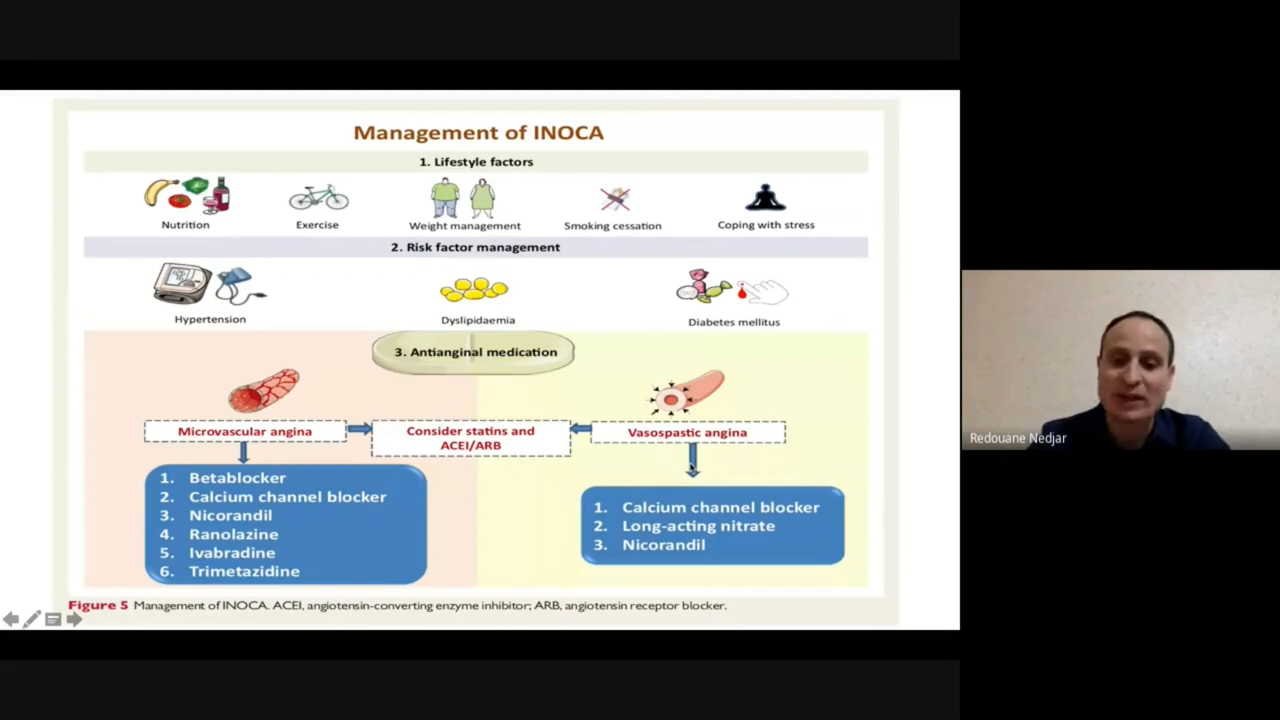 Management of INOCA
1. Lifestyle factors
Nutrition
Exercise
Weight management
Smoking cessation
Coping with stress
2. Risk factor management
Hypertension
Dyslipidaemia
Diabetes mellitus
3. Antianginal medication
Microvascular angina
Consider statins and
ACEI/ARB
Vasospastic angina
1. Betablocker
2. Calcium channel blocker
3. Nicorandil
4. Ranolazine
5. Ivabradine
6. Trimetazidine
1. Calcium channel blocker
2. Long-acting nitrate
3. Nicorandil
Figure 5 Management of INOCA. ACEI, angiotensin-converting enzyme inhibitor; ARB, angiotensin receptor blocker.
Redouane Nedjar